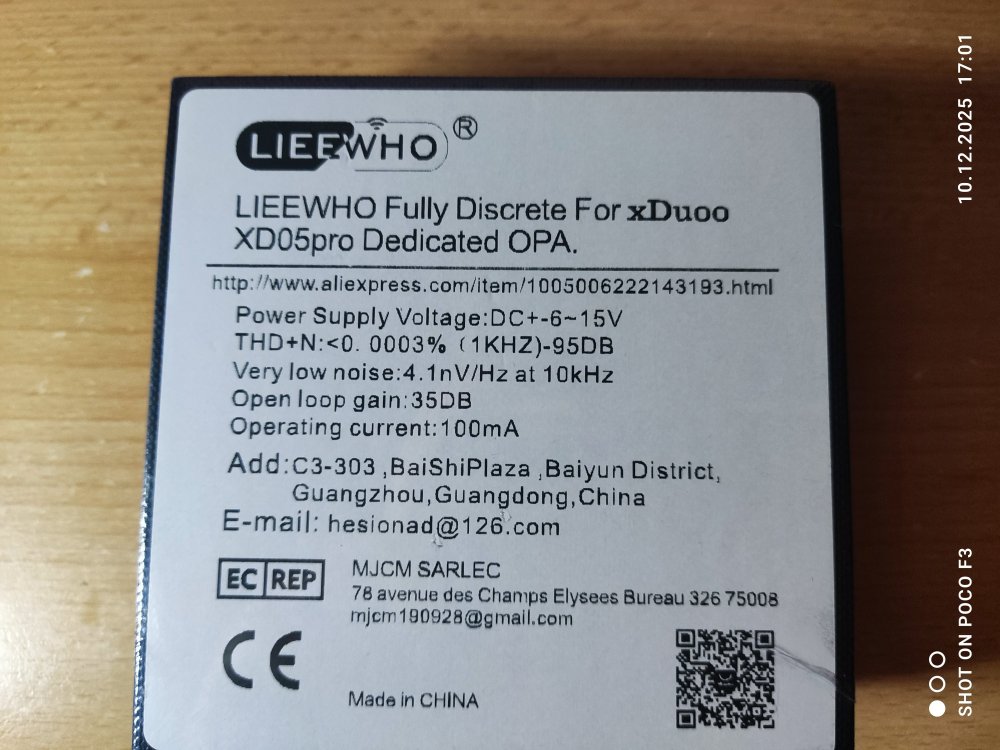 LIEEWHO ®
LIEEWHO Fully Discrete For xDuoo
XD05pro Dedicated OPA.
http://www.aliexpress.com/item/1005006222143193.html
Power Supply Voltage:DC+-6~15V
THD+N:<0. 0003% (1KHZ)-95DB
Very low noise:4.1nV/Hz at 10kHz
Open loop gain:35DB
Operating current:100mA
Add:C3-303 ,BaiShiPlaza ,Baiyun District,
Guangzhou,Guangdong,China
E-mail: hesionad@126.com
EC REP
MJCM SARLEC
78 avenue des Champs Elysees Bureau 326 75008
mjcm190928@gmail.com
CE
Made in CHINA
10.12.2025 17:01
SHOT ON POCO F3